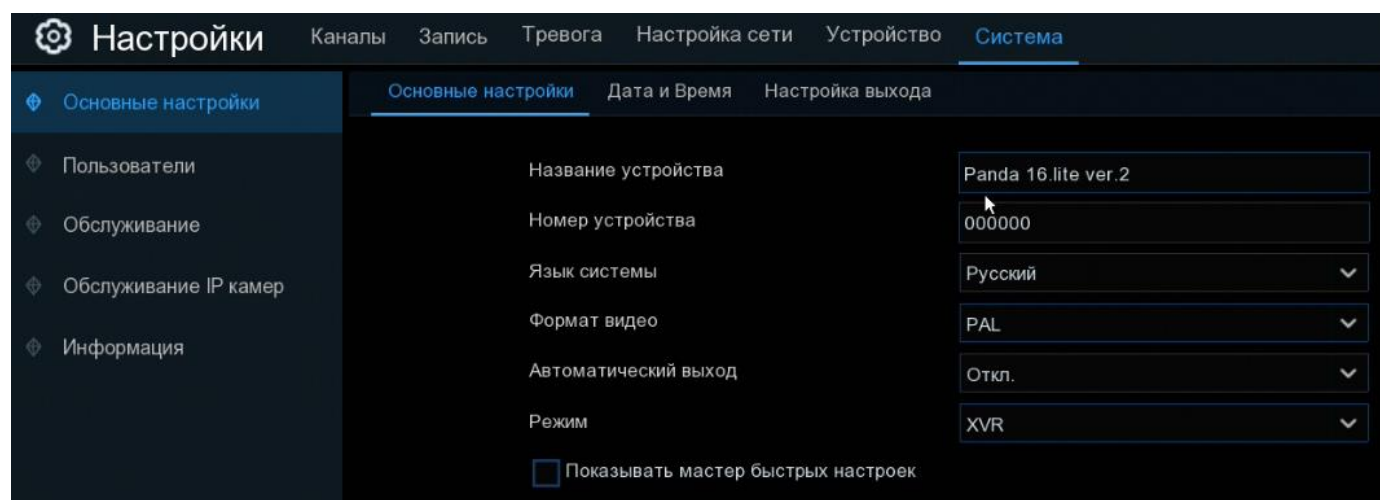 Настройки Каналы Запись Тревога Настройка сети Устройство Система
Основные настройки Основные настройки Дата и Время Настройка выхода
Пользователи Название устройства Panda 16.lite ver.2
Обслуживание Номер устройства 000000
Обслуживание IP камер Язык системы Русский
Информация Формат видео PAL
Автоматический выход Откл.
Режим XVR
Показывать мастер быстрых настроек